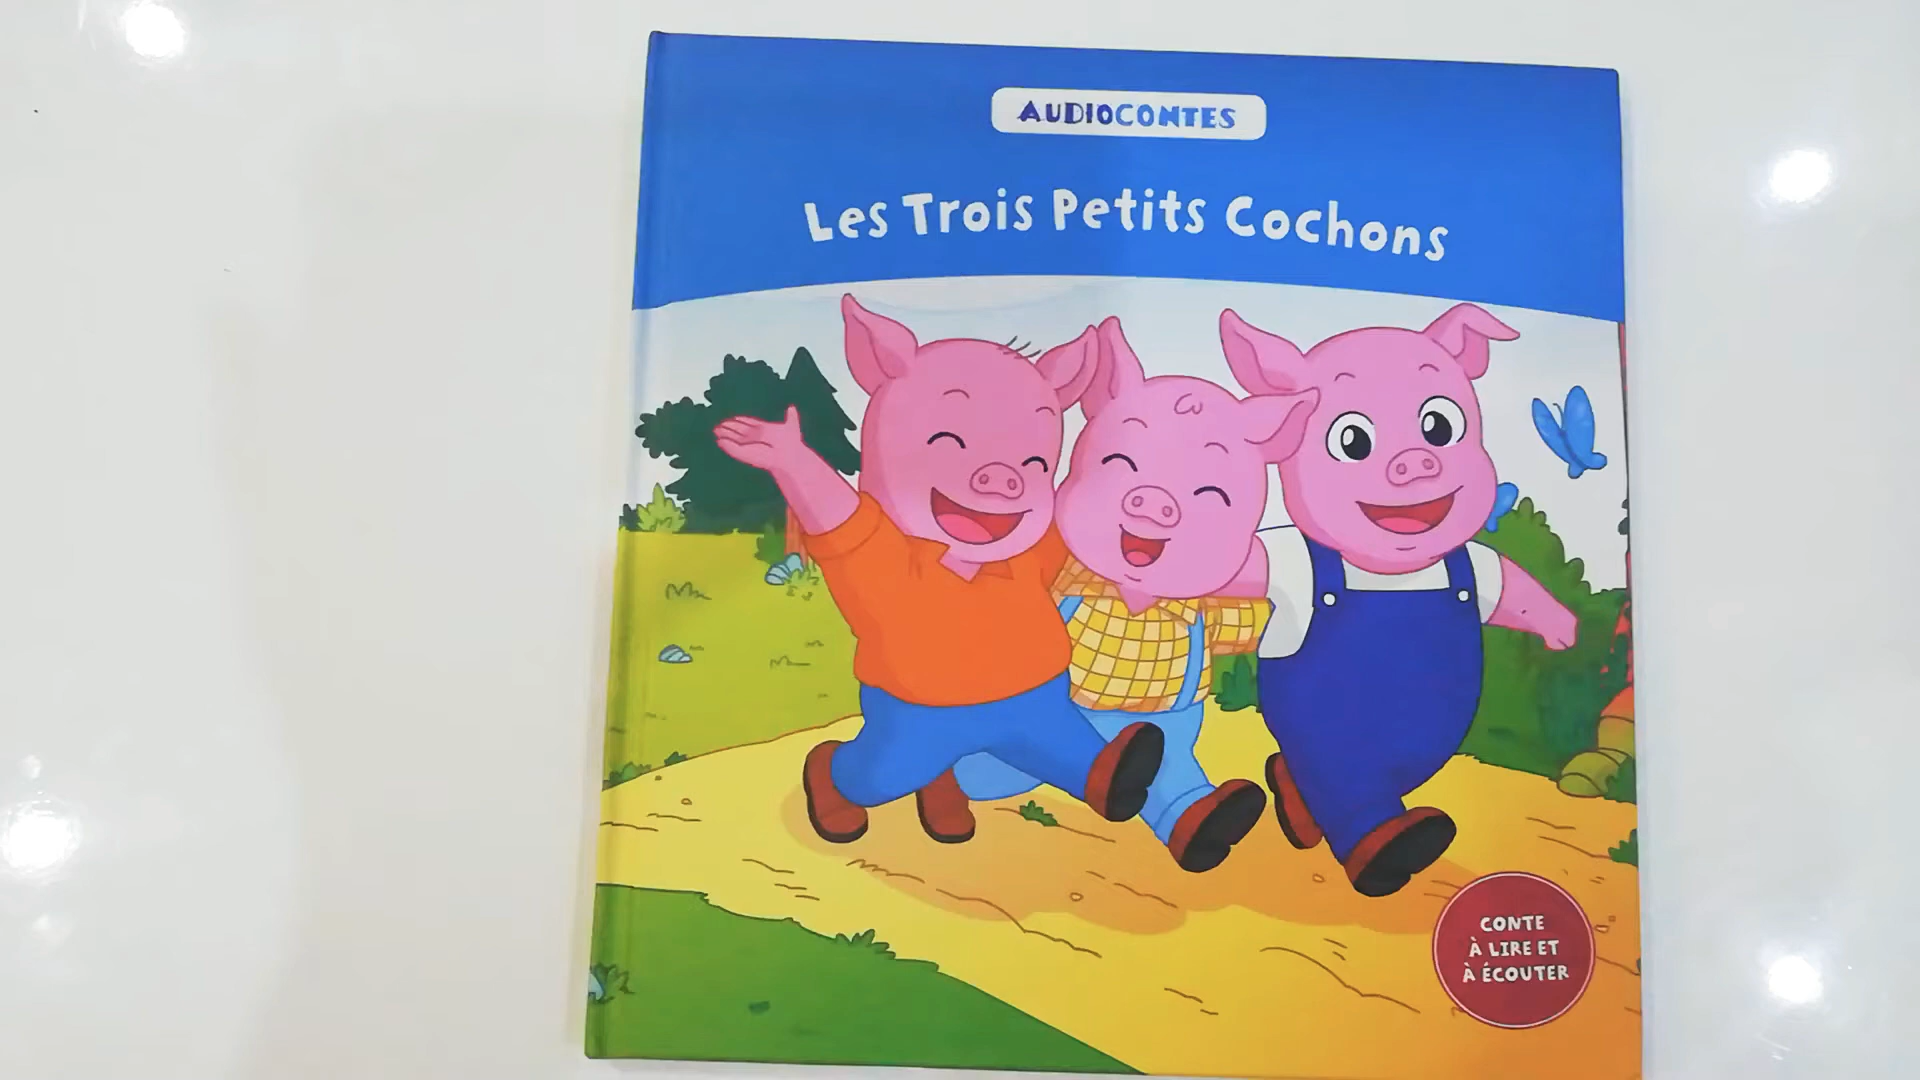 AUDIOCONTES
Les Trois Petits Cochons
CONTE
À LIRE ET
À ÉCOUTER